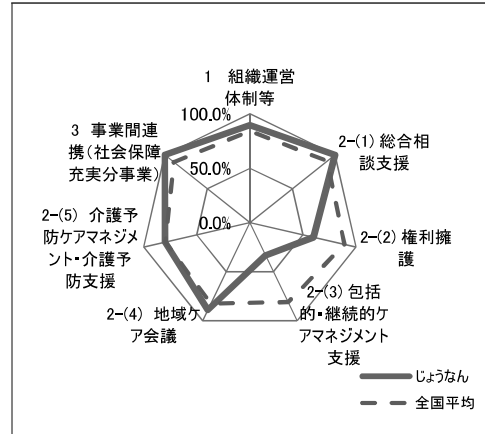 1　組織運営
体制等
100.0%
50.0%
0.0%
2-(1) 総合相
談支援
2-(2) 権利擁
護
2-(3) 包括
的・継続的ケ
アマネジメント
支援
2-(4) 地域ケ
ア会議
2-(5) 介護予
防ケアマネジメ
ント・介護予
防支援
3 事業間連
携(社会保障
充実分事業)
じょうなん
全国平均